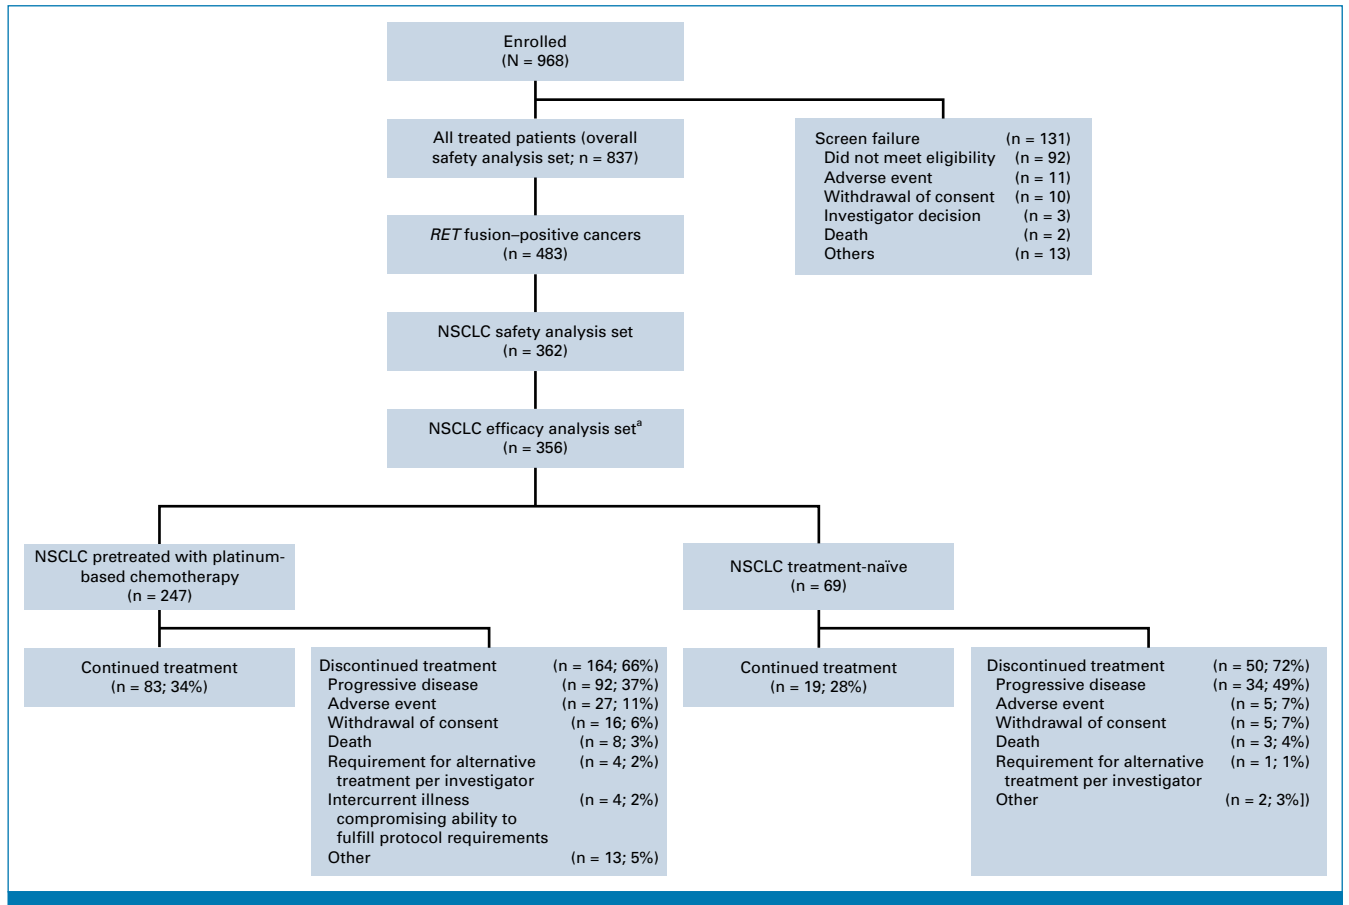 Enrolled
(N = 968)
All treated patients (overall
safety analysis set; n = 837)
Screen failure (n = 131)
Did not meet eligibility (n = 92)
Adverse event (n = 11)
Withdrawal of consent (n = 10)
Investigator decision (n = 3)
Death (n = 2)
Others (n = 13)
RET fusion–positive cancers
(n = 483)
NSCLC safety analysis set
(n = 362)
NSCLC efficacy analysis setᵃ
(n = 356)
NSCLC pretreated with platinum-
based chemotherapy
(n = 247)
NSCLC treatment-naïve
(n = 69)
Continued treatment
(n = 83; 34%)
Discontinued treatment (n = 164; 66%)
Progressive disease (n = 92; 37%)
Adverse event (n = 27; 11%)
Withdrawal of consent (n = 16; 6%)
Death (n = 8; 3%)
Requirement for alternative (n = 4; 2%)
treatment per investigator
Intercurrent illness (n = 4; 2%)
compromising ability to
fulfill protocol requirements
Other (n = 13; 5%)
Continued treatment
(n = 19; 28%)
Discontinued treatment (n = 50; 72%)
Progressive disease (n = 34; 49%)
Adverse event (n = 5; 7%)
Withdrawal of consent (n = 5; 7%)
Death (n = 3; 4%)
Requirement for alternative (n = 1; 1%)
treatment per investigator
Other (n = 2; 3%])